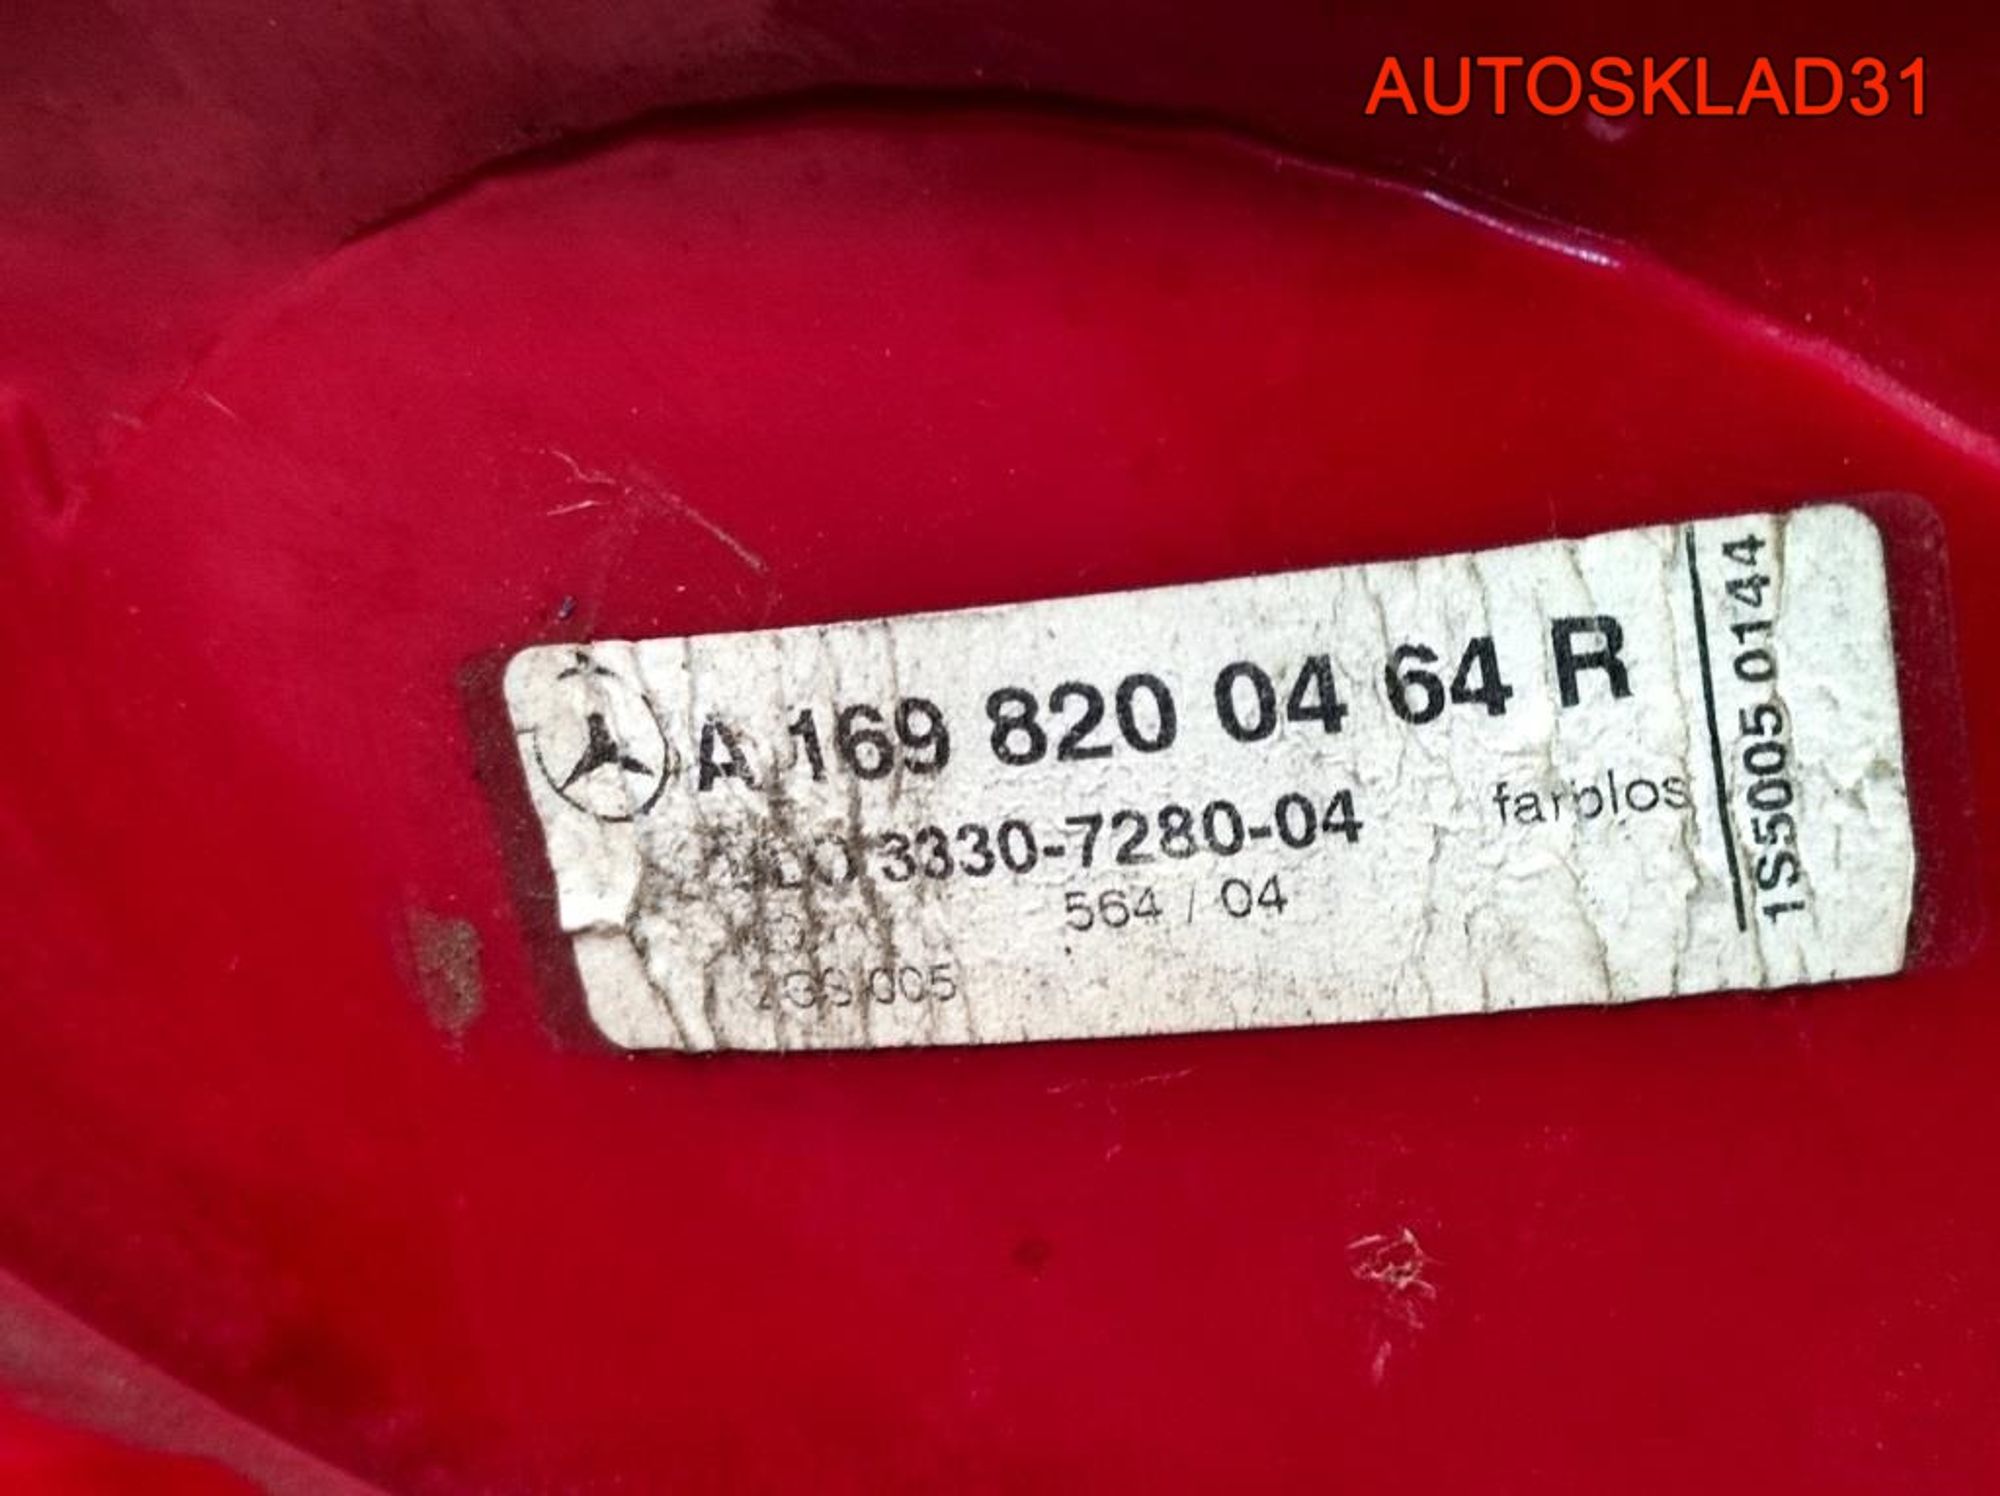 AUTOSKLAD31
A 169 820 04 64 R
3330-7280-04
farblos
564 / 04
1S5005 0144